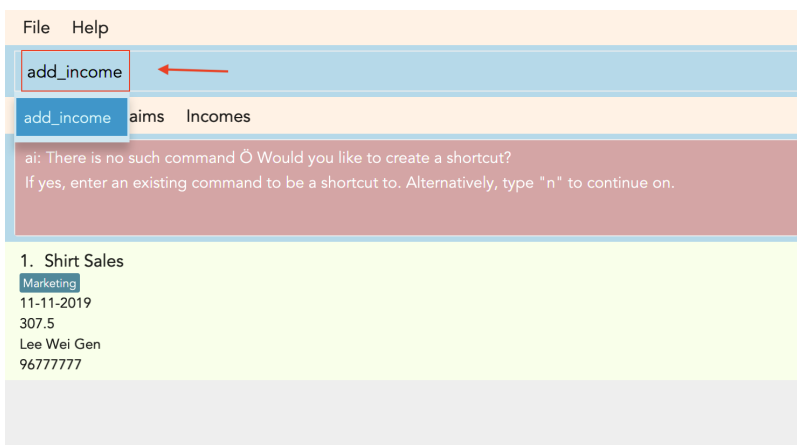 File Help
add_income
add_income aims Incomes
ai: There is no such command Ö Would you like to create a shortcut?
If yes, enter an existing command to be a shortcut to. Alternatively, type "n" to continue on.
1. Shirt Sales
Marketing
11-11-2019
307.5
Lee Wei Gen
96777777